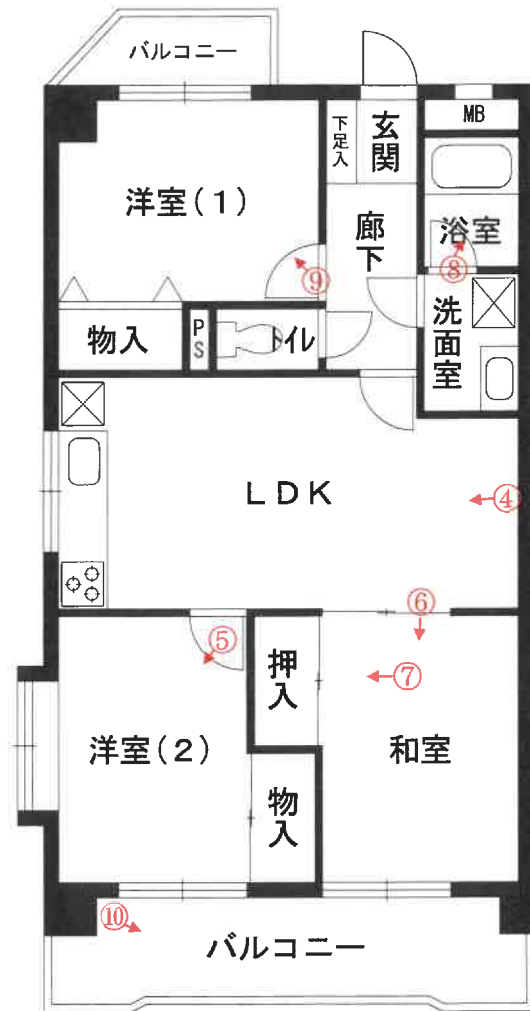 バルコニー
下足入
玄関
MB
洋室(1)
廊下
浴室
⑧
⑨
洗面室
物入
PS
トイレ
LDK
④
⑥
⑤
押入
⑦
洋室(2)
和室
物入
⑩
バルコニー